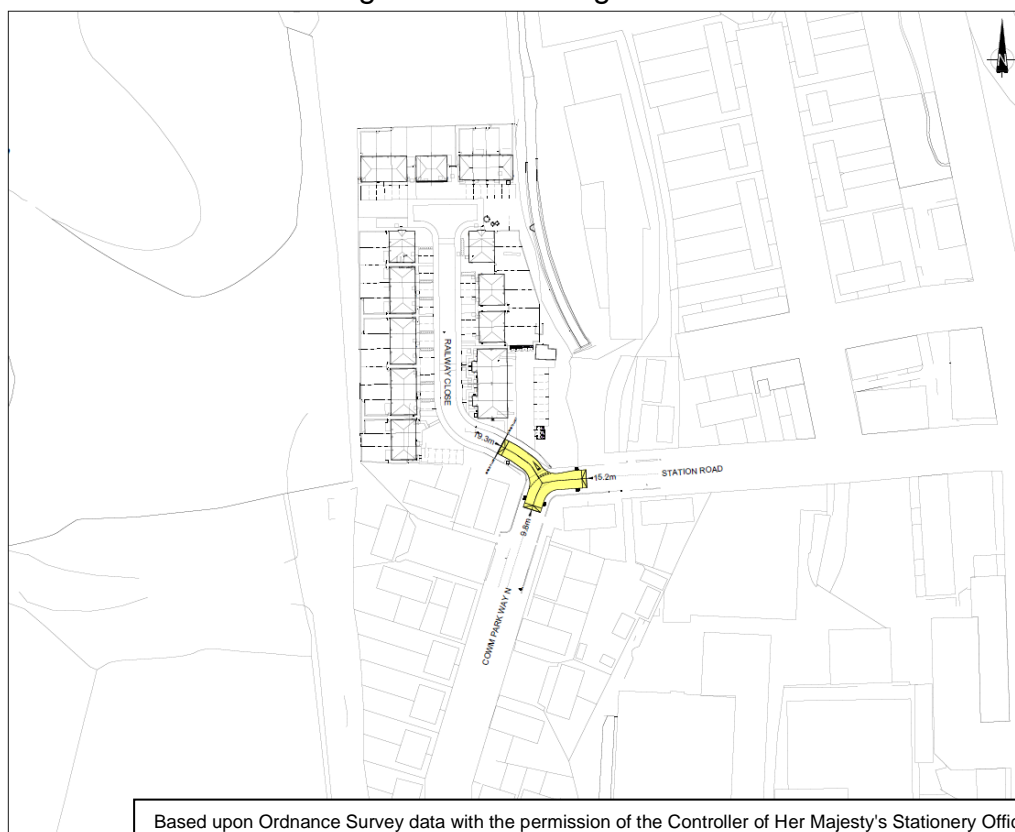 N
RAILWAY CLOSE
19.3m
15.2m
STATION ROAD
9.8m
COWM PARK WAY N
Based upon Ordnance Survey data with the permission of the Controller of Her Majesty's Stationery Offic